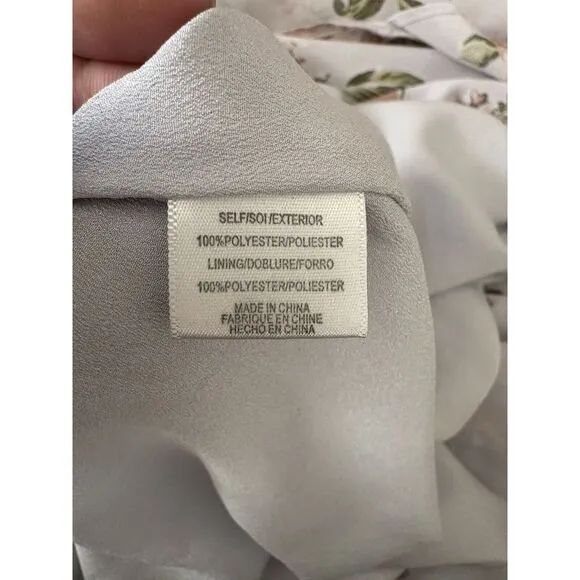 SELF/SOI/EXTERIOR
100%POLYESTER/POLIESTER
LINING/DOBLURE/FORRO
100%POLYESTER/POLIESTER
MADE IN CHINA
FABRIQUE EN CHINE
HECHO EN CHINA